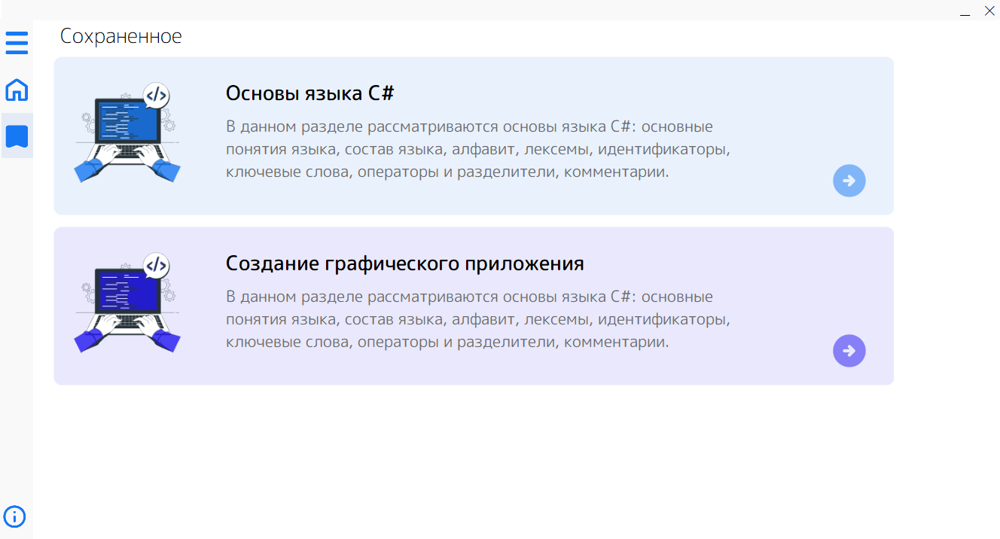 Сохраненное
Основы языка C#
В данном разделе рассматриваются основы языка C#: основные
понятия языка, состав языка, алфавит, лексемы, идентификаторы,
ключевые слова, операторы и разделители, комментарии.
Создание графического приложения
В данном разделе рассматриваются основы языка C#: основные
понятия языка, состав языка, алфавит, лексемы, идентификаторы,
ключевые слова, операторы и разделители, комментарии.